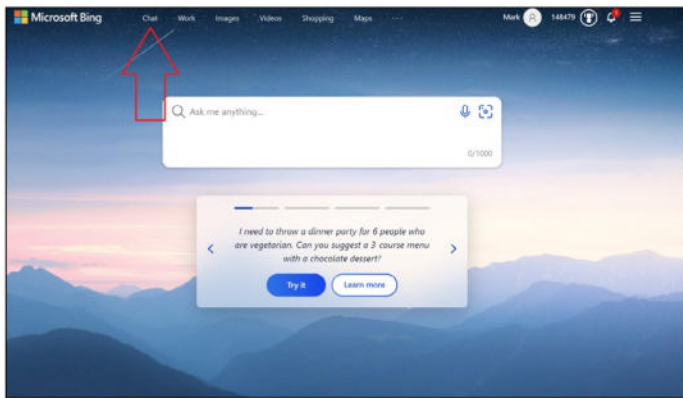 Microsoft Bing Chat Work Images Videos Shopping Maps ... Mark 148479
Ask me anything...
0/1000
I need to throw a dinner party for 6 people who
are vegetarian. Can you suggest a 3 course menu
with a chocolate dessert?
Try it Learn more